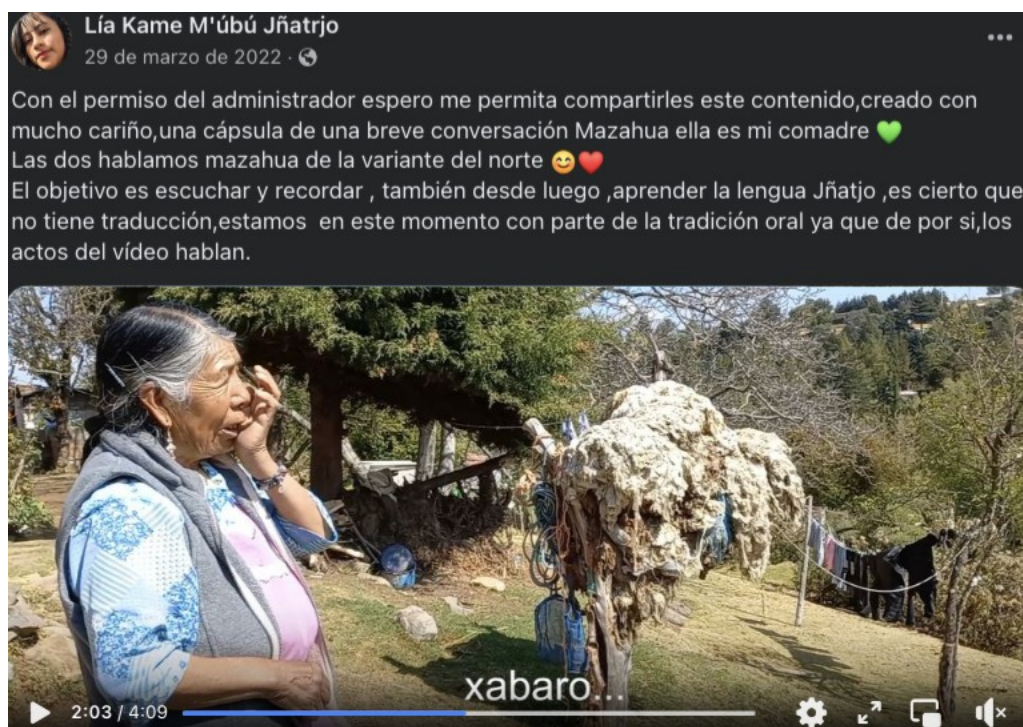 Lía Kame M'úbú Jñatrjo
29 de marzo de 2022 ·
Con el permiso del administrador espero me permita compartirles este contenido,creado con
mucho cariño,una cápsula de una breve conversación Mazahua ella es mi comadre 💚
Las dos hablamos mazahua de la variante del norte 😊❤️
El objetivo es escuchar y recordar , también desde luego ,aprender la lengua Jñatjo ,es cierto que
no tiene traducción,estamos  en este momento con parte de la tradición oral ya que de por si,los
actos del vídeo hablan.
xabaro...
2:03 / 4:09